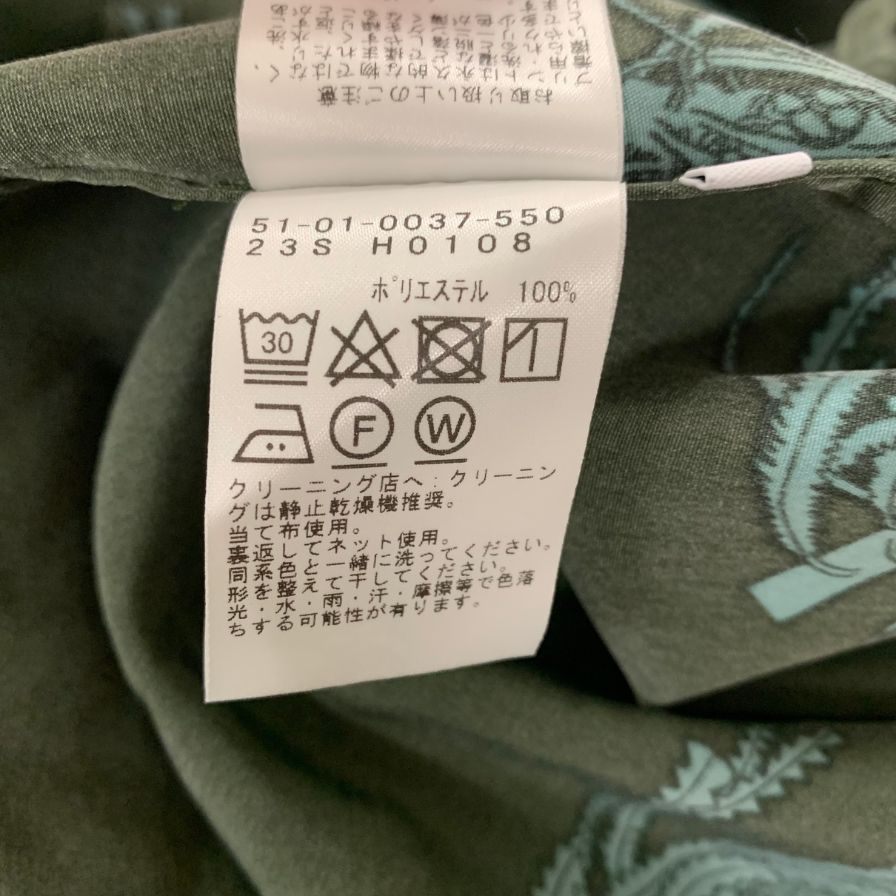 お取り扱い上のご注意
51-01-0037-550
23S H0108
ポリエステル 100%
30
F W
クリーニング店へ:クリーニン
グは静止乾燥機推奨。
当て布使用。
裏返してネット使用。
同系色と一緒に洗ってください。
形を整えて干してください。
光・水・雨・汗・摩擦等で色落
ちする可能性が有ります。